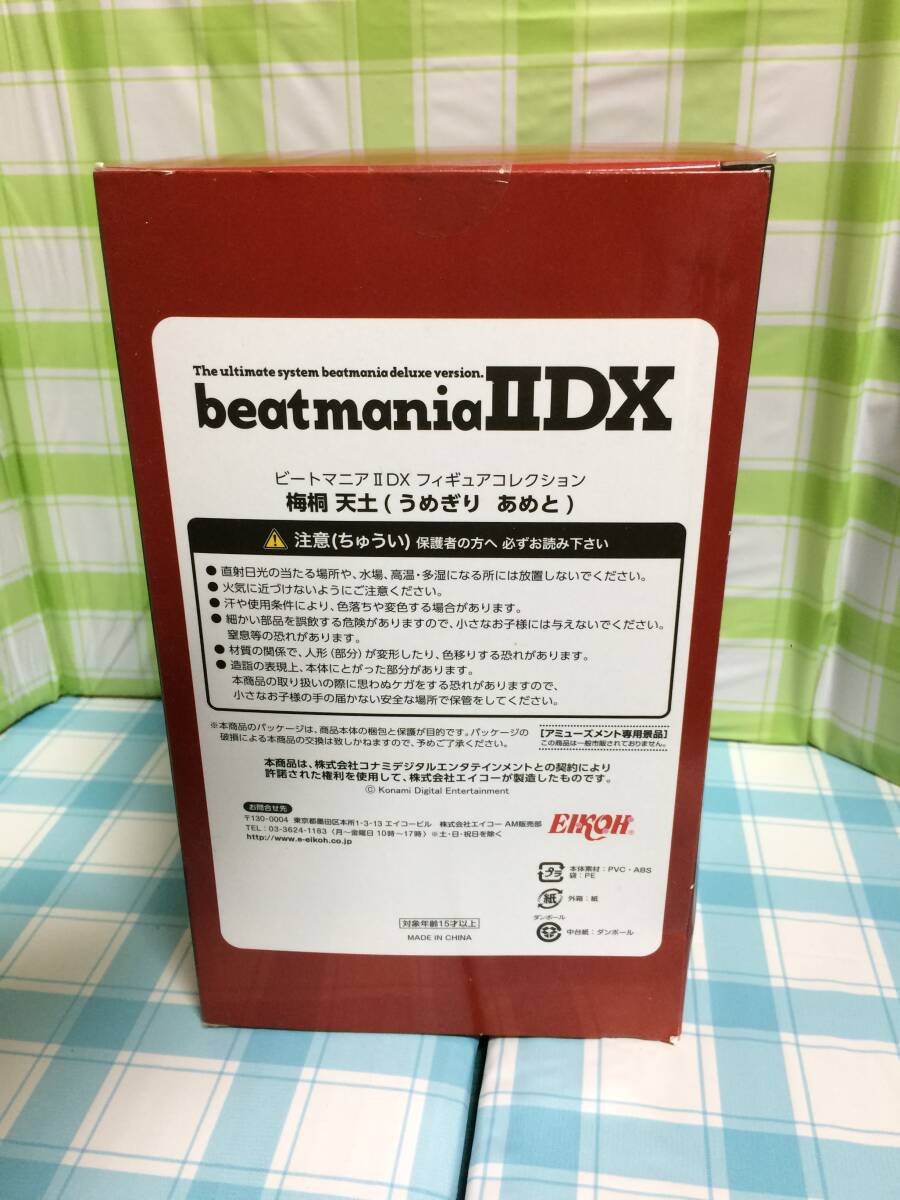 The ultimate system beatmania deluxe version.
beatmaniaIIDX
ビートマニアⅡDX フィギュアコレクション
梅桐 天土(うめぎり あめと)
注意(ちゅうい) 保護者の方へ 必ずお読み下さい
● 直射日光の当たる場所や、水場、高温・多湿になる所には放置しないでください。
● 火気に近づけないようにご注意ください。
● 汗や使用条件により、色落ちや変色する場合があります。
● 細かい部品を誤飲する危険がありますので、小さなお子様には与えないでください。
窒息等の恐れがあります。
● 材質の関係で、人形(部分)が変形したり、色移りする恐れがあります。
● 造詣の表現上、本体にとがった部分があります。
本商品の取り扱いの際に思わぬケガをする恐れがありますので、
小さなお子様の手の届かない安全な場所で保管をしてください。
※本商品のパッケージは、商品本体の梱包と保護が目的です。パッケージの
破損による本商品の交換は致しかねますので、予めご了承ください。
【アミューズメント専用景品】
この商品は一般市販されておりません。
本商品は、株式会社コナミデジタルエンタテインメントとの契約により
許諾された権利を使用して、株式会社エイコーが製造したものです。
© Konami Digital Entertainment
お問合せ先
〒130-0004 東京都墨田区本所1-3-13 エイコービル 株式会社エイコー AM販売部
TEL:03-3624-1183 (月〜金曜日 10時〜17時) ※土・日・祝日を除く
http://www.e-eikoh.co.jp
EIKOH®
プラ
本体素材:PVC・ABS
袋:PE
紙
外箱:紙
ダンボール
中台紙:ダンボール
対象年齢15才以上
MADE IN CHINA